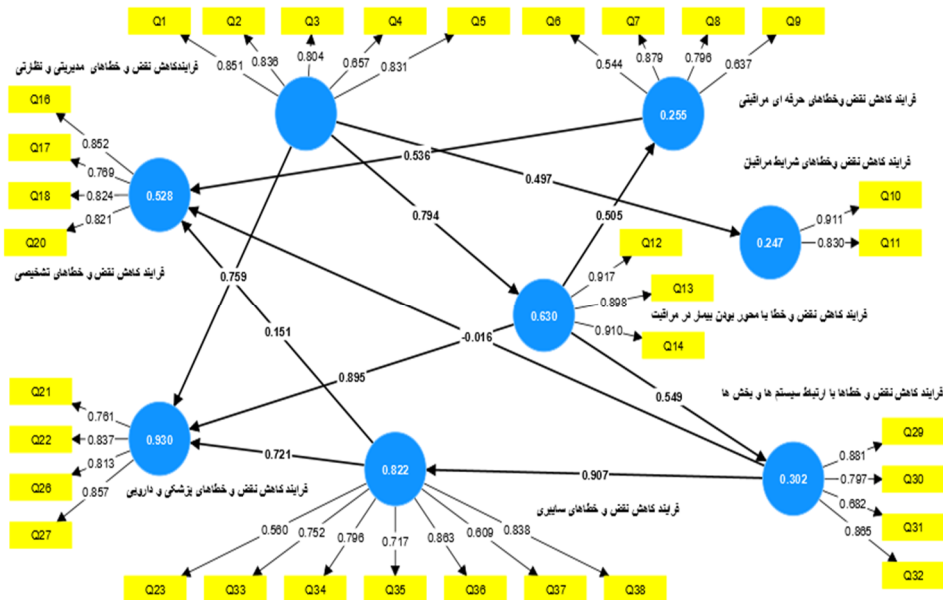 Q1
Q2
Q3
Q4
Q5
Q6
Q7
Q8
Q9
0.851
0.836
0.804
0.657
0.831
0.544
0.879
0.796
0.637
فرایندکاهش نقض و خطاهای مدیریتی و نظارتی
0.255
فرایند کاهش نقض وخطاهای حرفه ای مراقبتی
Q16
Q17
Q18
Q20
0.852
0.769
0.824
0.821
0.528
فرایند کاهش نقض و خطاهای تشخیصی
0.536
0.497
0.794
0.505
0.759
0.151
-0.016
فرایند کاهش نقض وخطاهای شرایط مراقبان
0.247
0.911
0.830
Q10
Q11
0.630
0.917
0.898
0.910
Q12
Q13
Q14
فرایند کاهش نقض و خطا با محور بودن بیمار در مراقبت
0.895
0.549
فرایند کاهش نقض و خطاها با ارتباط سیستم ها و بخش ها
Q21
Q22
Q26
Q27
0.761
0.837
0.813
0.857
0.930
فرایند کاهش نقض و خطاهای پزشکی و دارویی
0.721
0.822
0.907
فرایند کاهش نقض و خطاهای سایبری
0.302
0.881
0.797
0.682
0.865
Q29
Q30
Q31
Q32
0.560
0.752
0.796
0.717
0.863
0.609
0.838
Q23
Q33
Q34
Q35
Q36
Q37
Q38